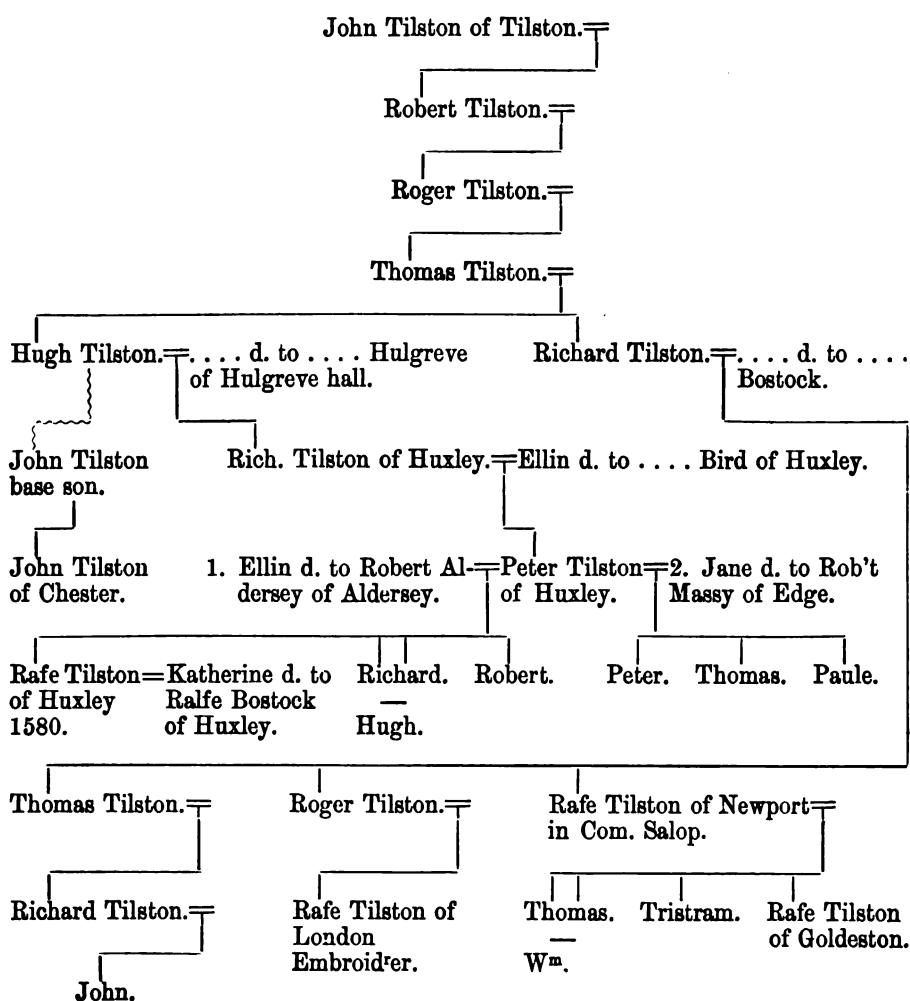 John Tilston of Tilston.
Robert Tilston.
Roger Tilston.
Thomas Tilston.
Hugh Tilston. . . . . d. to . . . . Hulgreve
of Hulgreve hall.
Richard Tilston. . . . . d. to . . . .
Bostock.
John Tilston
base son.
Rich. Tilston of Huxley. Ellin d. to . . . . Bird of Huxley.
John Tilston
of Chester.
1. Ellin d. to Robert Al-
dersey of Aldersey.
Peter Tilston
of Huxley.
2. Jane d. to Rob't
Massy of Edge.
Rafe Tilston
of Huxley
1580.
Katherine d. to
Ralfe Bostock
of Huxley.
Richard.
—
Hugh.
Robert.
Peter. Thomas. Paule.
Thomas Tilston.
Roger Tilston.
Rafe Tilston of Newport
in Com. Salop.
Richard Tilston.
Rafe Tilston of
London
Embroidʳer.
Thomas.
—
Wᵐ.
Tristram.
Rafe Tilston
of Goldeston.
John.